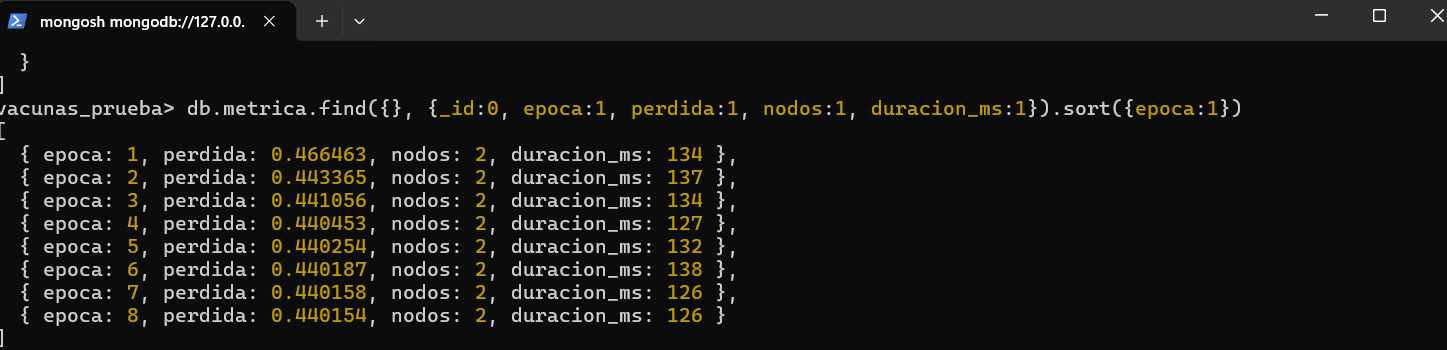 mongosh mongodb://127.0.0.
}
]
vacunas_prueba> db.metrica.find({}, {_id:0, epoca:1, perdida:1, nodos:1, duracion_ms:1}).sort({epoca:1})
[
{ epoca: 1, perdida: 0.466463, nodos: 2, duracion_ms: 134 },
{ epoca: 2, perdida: 0.443365, nodos: 2, duracion_ms: 137 },
{ epoca: 3, perdida: 0.441056, nodos: 2, duracion_ms: 134 },
{ epoca: 4, perdida: 0.440453, nodos: 2, duracion_ms: 127 },
{ epoca: 5, perdida: 0.440254, nodos: 2, duracion_ms: 132 },
{ epoca: 6, perdida: 0.440187, nodos: 2, duracion_ms: 138 },
{ epoca: 7, perdida: 0.440158, nodos: 2, duracion_ms: 126 },
{ epoca: 8, perdida: 0.440154, nodos: 2, duracion_ms: 126 }
]